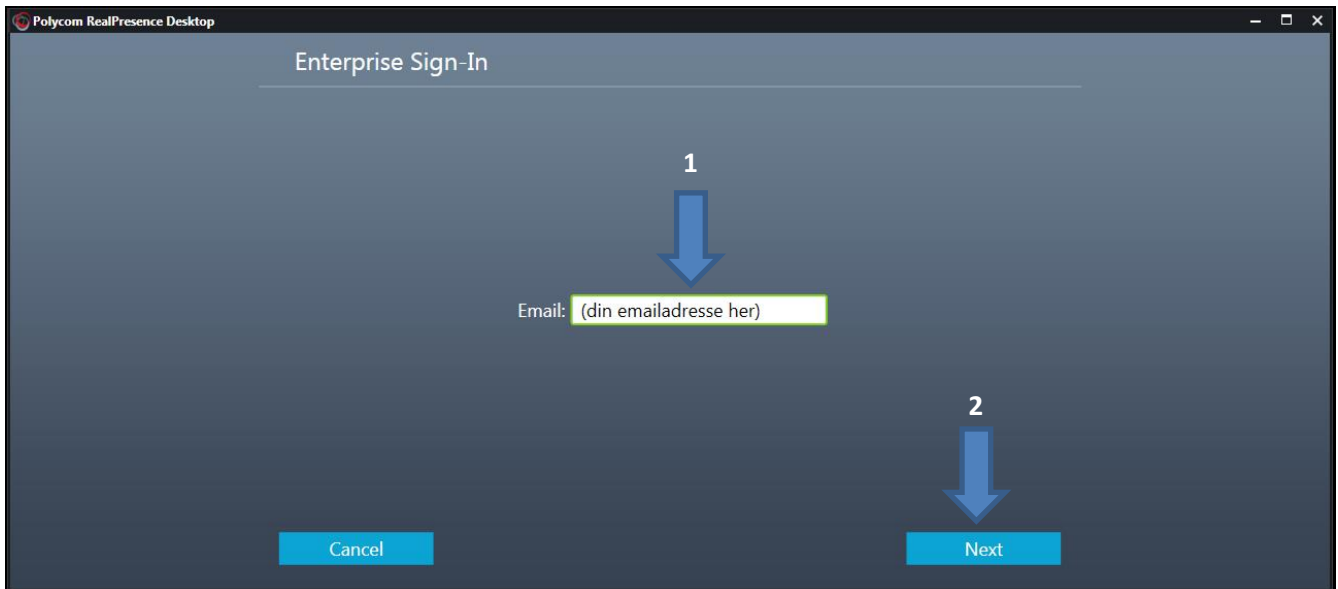 Polycom RealPresence Desktop
Enterprise Sign-In
1
Email: (din emailadresse her)
2
Cancel Next